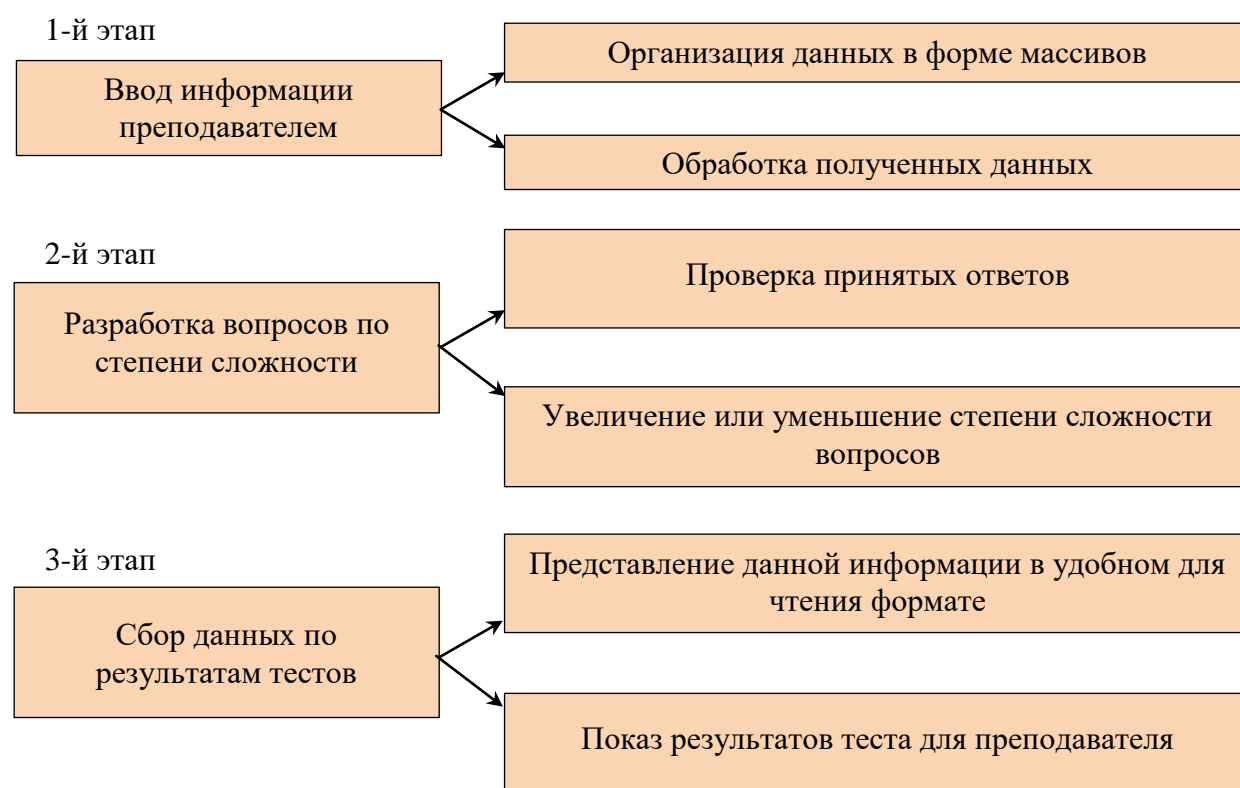 1-й этап
Ввод информации
преподавателем
Организация данных в форме массивов
Обработка полученных данных
2-й этап
Разработка вопросов по
степени сложности
Проверка принятых ответов
Увеличение или уменьшение степени сложности
вопросов
3-й этап
Сбор данных по
результатам тестов
Представление данной информации в удобном для
чтения формате
Показ результатов теста для преподавателя